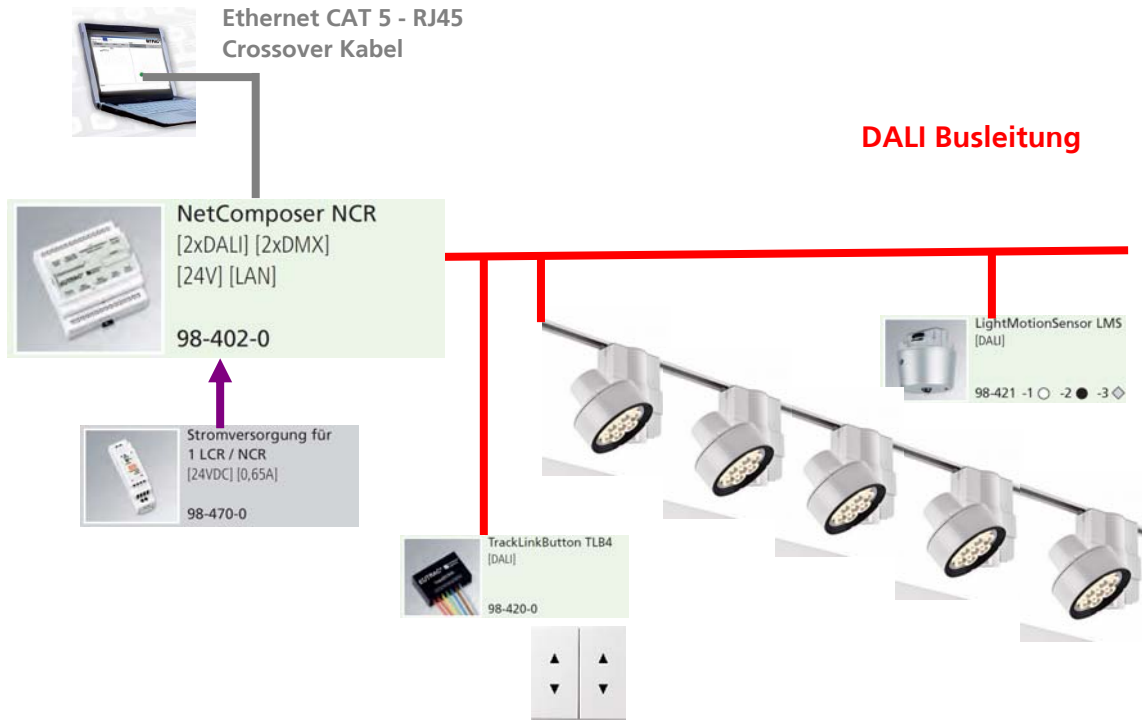 Ethernet CAT 5 - RJ45
Crossover Kabel
DALI Busleitung
NetComposer NCR
[2xDALI] [2xDMX]
[24V] [LAN]
98-402-0
LightMotionSensor LMS
[DALI]
98-421 -1 ○ -2 ● -3 ◇
Stromversorgung für
1 LCR / NCR
[24VDC] [0,65A]
98-470-0
TrackLinkButton TLB4
[DALI]
98-420-0